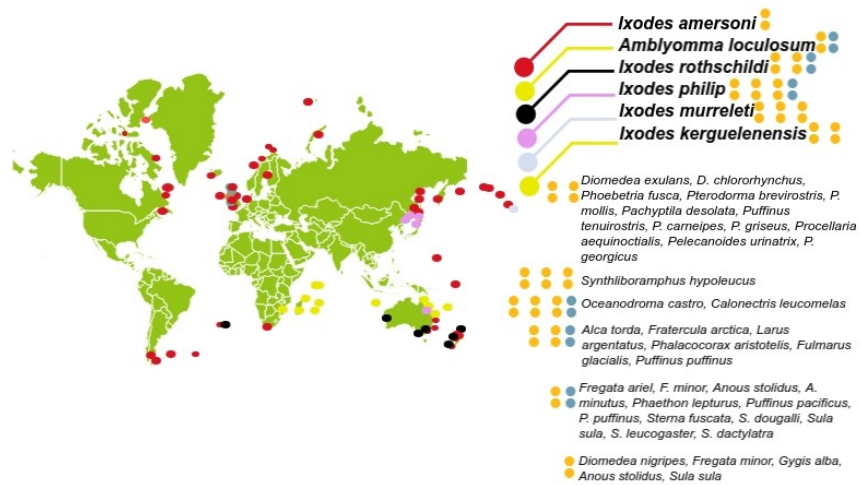 Ixodes amersoni
Amblyomma loculosum
Ixodes rothschildi
Ixodes philip
Ixodes murreleti
Ixodes kerguelenensis
Diomedea exulans, D. chlororhynchus,
Phoebetria fusca, Pterodorma brevirostris, P.
mollis, Pachyptila desolata, Puffinus
tenuirostris, P. carneipes, P. griseus, Procellaria
aequinoctialis, Pelecanoides urinatrix, P.
georgicus
Synthliboramphus hypoleucus
Oceanodroma castro, Calonectris leucomelas
Alca torda, Fratercula arctica, Larus
argentatus, Phalacocorax aristotelis, Fulmarus
glacialis, Puffinus puffinus
Fregata ariel, F. minor, Anous stolidus, A.
minutus, Phaethon lepturus, Puffinus pacificus,
P. puffinus, Sterna fuscata, S. dougalli, Sula
sula, S. leucogaster, S. dactylatra
Diomedea nigripes, Fregata minor, Gygis alba,
Anous stolidus, Sula sula